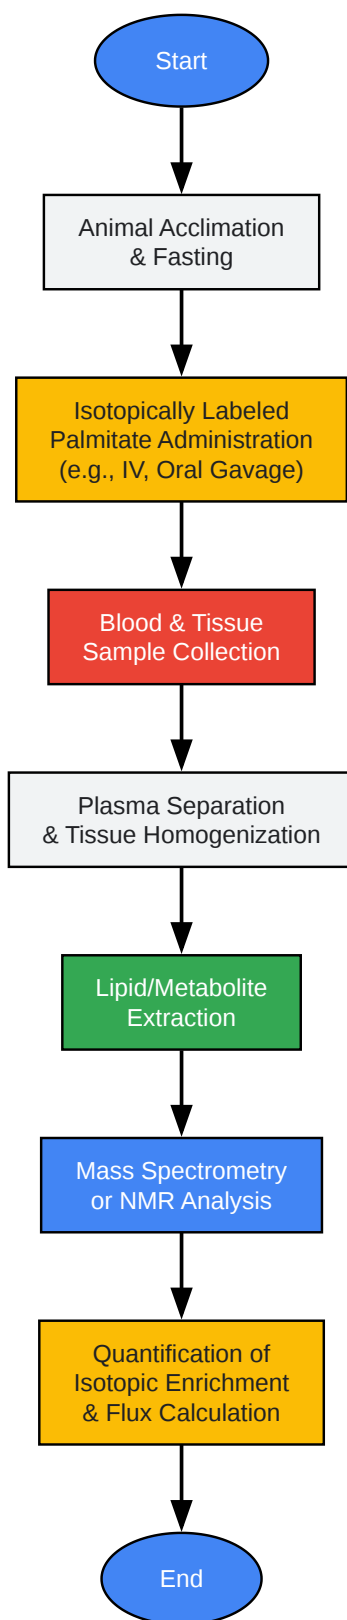 Start
Animal Acclimation
& Fasting
Isotopically Labeled
Palmitate Administration
(e.g., IV, Oral Gavage)
Blood & Tissue
Sample Collection
Plasma Separation
& Tissue Homogenization
Lipid/Metabolite
Extraction
Mass Spectrometry
or NMR Analysis
Quantification of
Isotopic Enrichment
& Flux Calculation
End